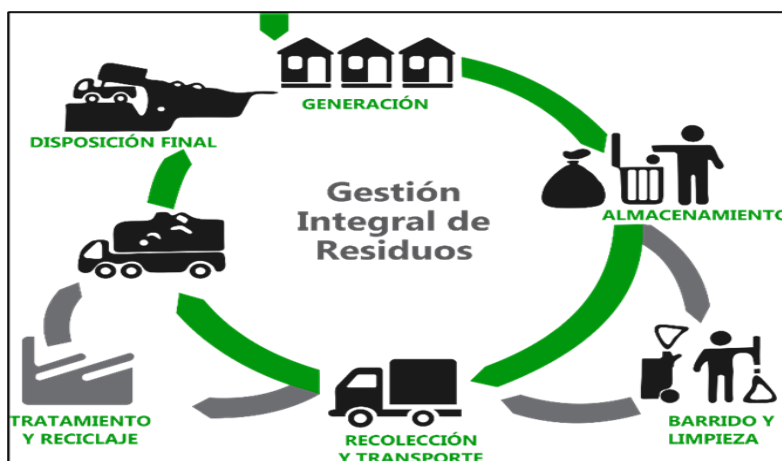 GENERACIÓN
DISPOSICIÓN FINAL
Gestión
Integral de
Residuos
ALMACENAMIENTO
TRATAMIENTO
Y RECICLAJE
RECOLECCIÓN
Y TRANSPORTE
BARRIDO Y
LIMPIEZA